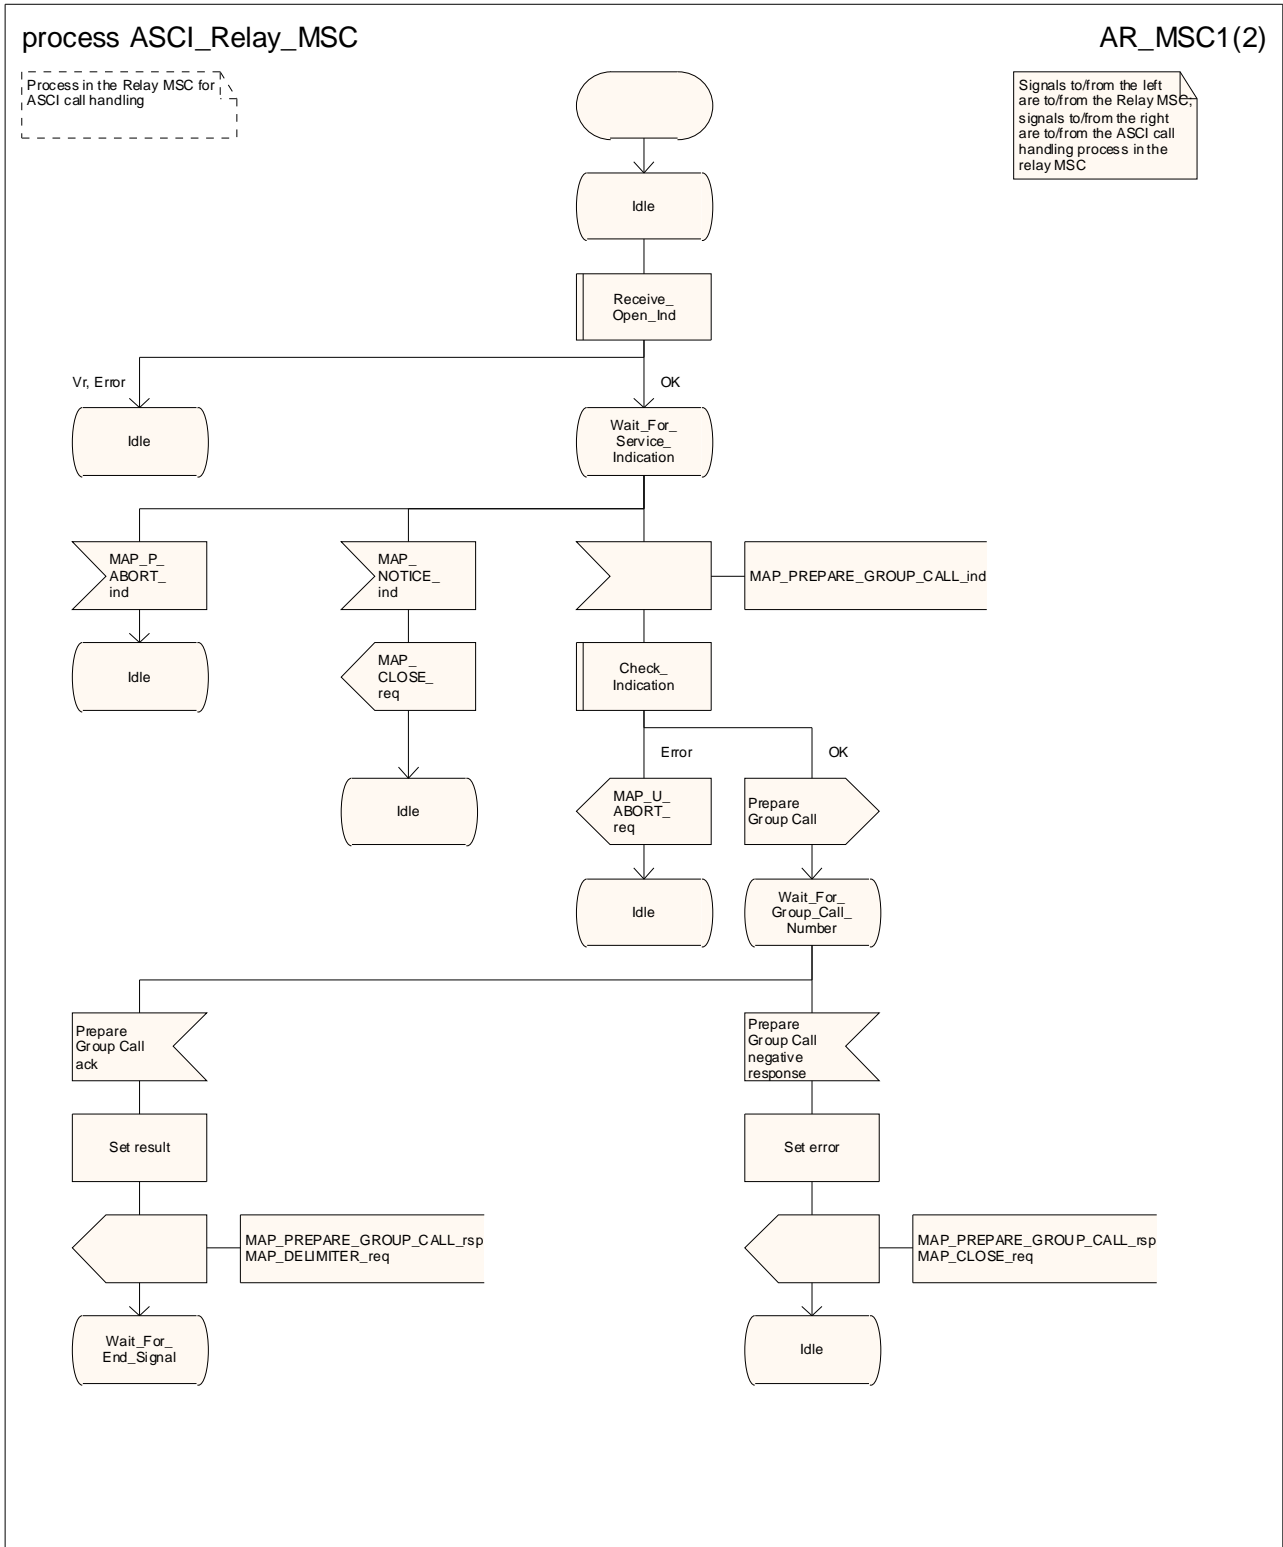 process ASCI_Relay_MSC
AR_MSC1(2)
Process in the Relay MSC for
ASCI call handling
Signals to/from the left
are to/from the Relay MSC;
signals to/from the right
are to/from the ASCI call
handling process in the
relay MSC
Idle
Receive_
Open_Ind
Vr, Error
OK
Idle
Wait_For_
Service_
Indication
MAP_P_
ABORT_
ind
MAP_
NOTICE_
ind
MAP_PREPARE_GROUP_CALL_ind
Idle
MAP_
CLOSE_
req
Check_
Indication
Error
OK
Idle
MAP_U_
ABORT_
req
Prepare
Group Call
Idle
Wait_For_
Group_Call_
Number
Prepare
Group Call
ack
Prepare
Group Call
negative
response
Set result
Set error
MAP_PREPARE_GROUP_CALL_rsp
MAP_DELIMITER_req
MAP_PREPARE_GROUP_CALL_rsp
MAP_CLOSE_req
Wait_For_
End_Signal
Idle